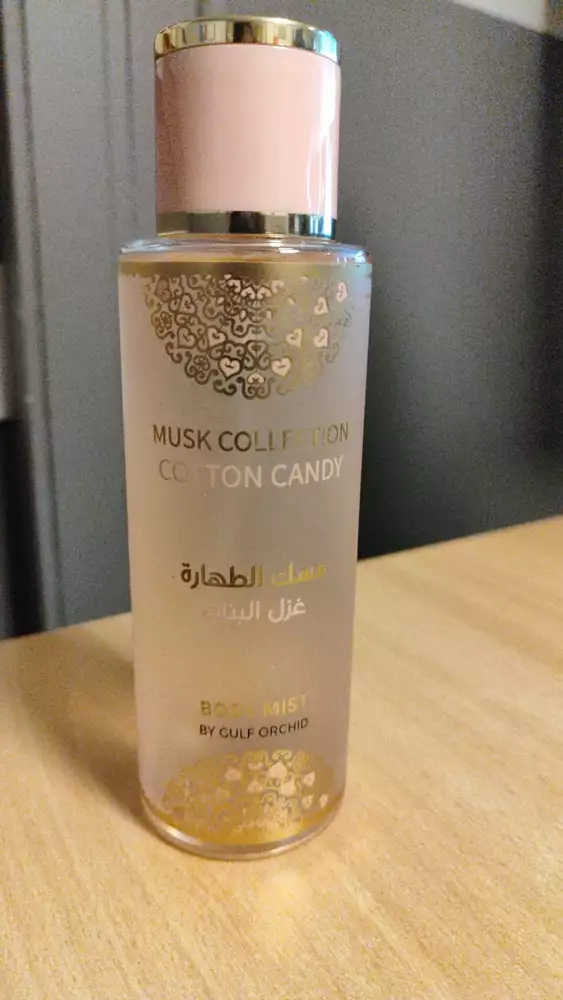 MUSK COLLECTION
COTTON CANDY
مسك الطهارة
غزل البنات
BODY MIST
BY GULF ORCHID